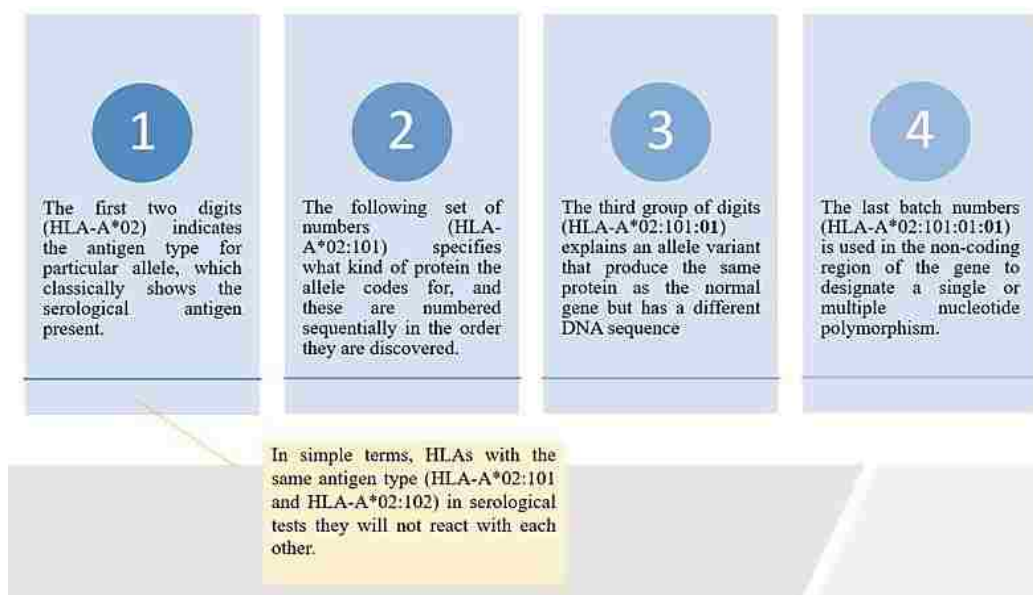 1
The first two digits
(HLA-A*02) indicates
the antigen type for
particular allele, which
classically shows the
serological antigen
present.
2
The following set of
numbers (HLA-
A*02:101) specifies
what kind of protein the
allele codes for, and
these are numbered
sequentially in the order
they are discovered.
3
The third group of digits
(HLA-A*02:101:01)
explains an allele variant
that produce the same
protein as the normal
gene but has a different
DNA sequence
4
The last batch numbers
(HLA-A*02:101:01:01)
is used in the non-coding
region of the gene to
designate a single or
multiple nucleotide
polymorphism.
In simple terms, HLAs with the
same antigen type (HLA-A*02:101
and HLA-A*02:102) in serological
tests they will not react with each
other.